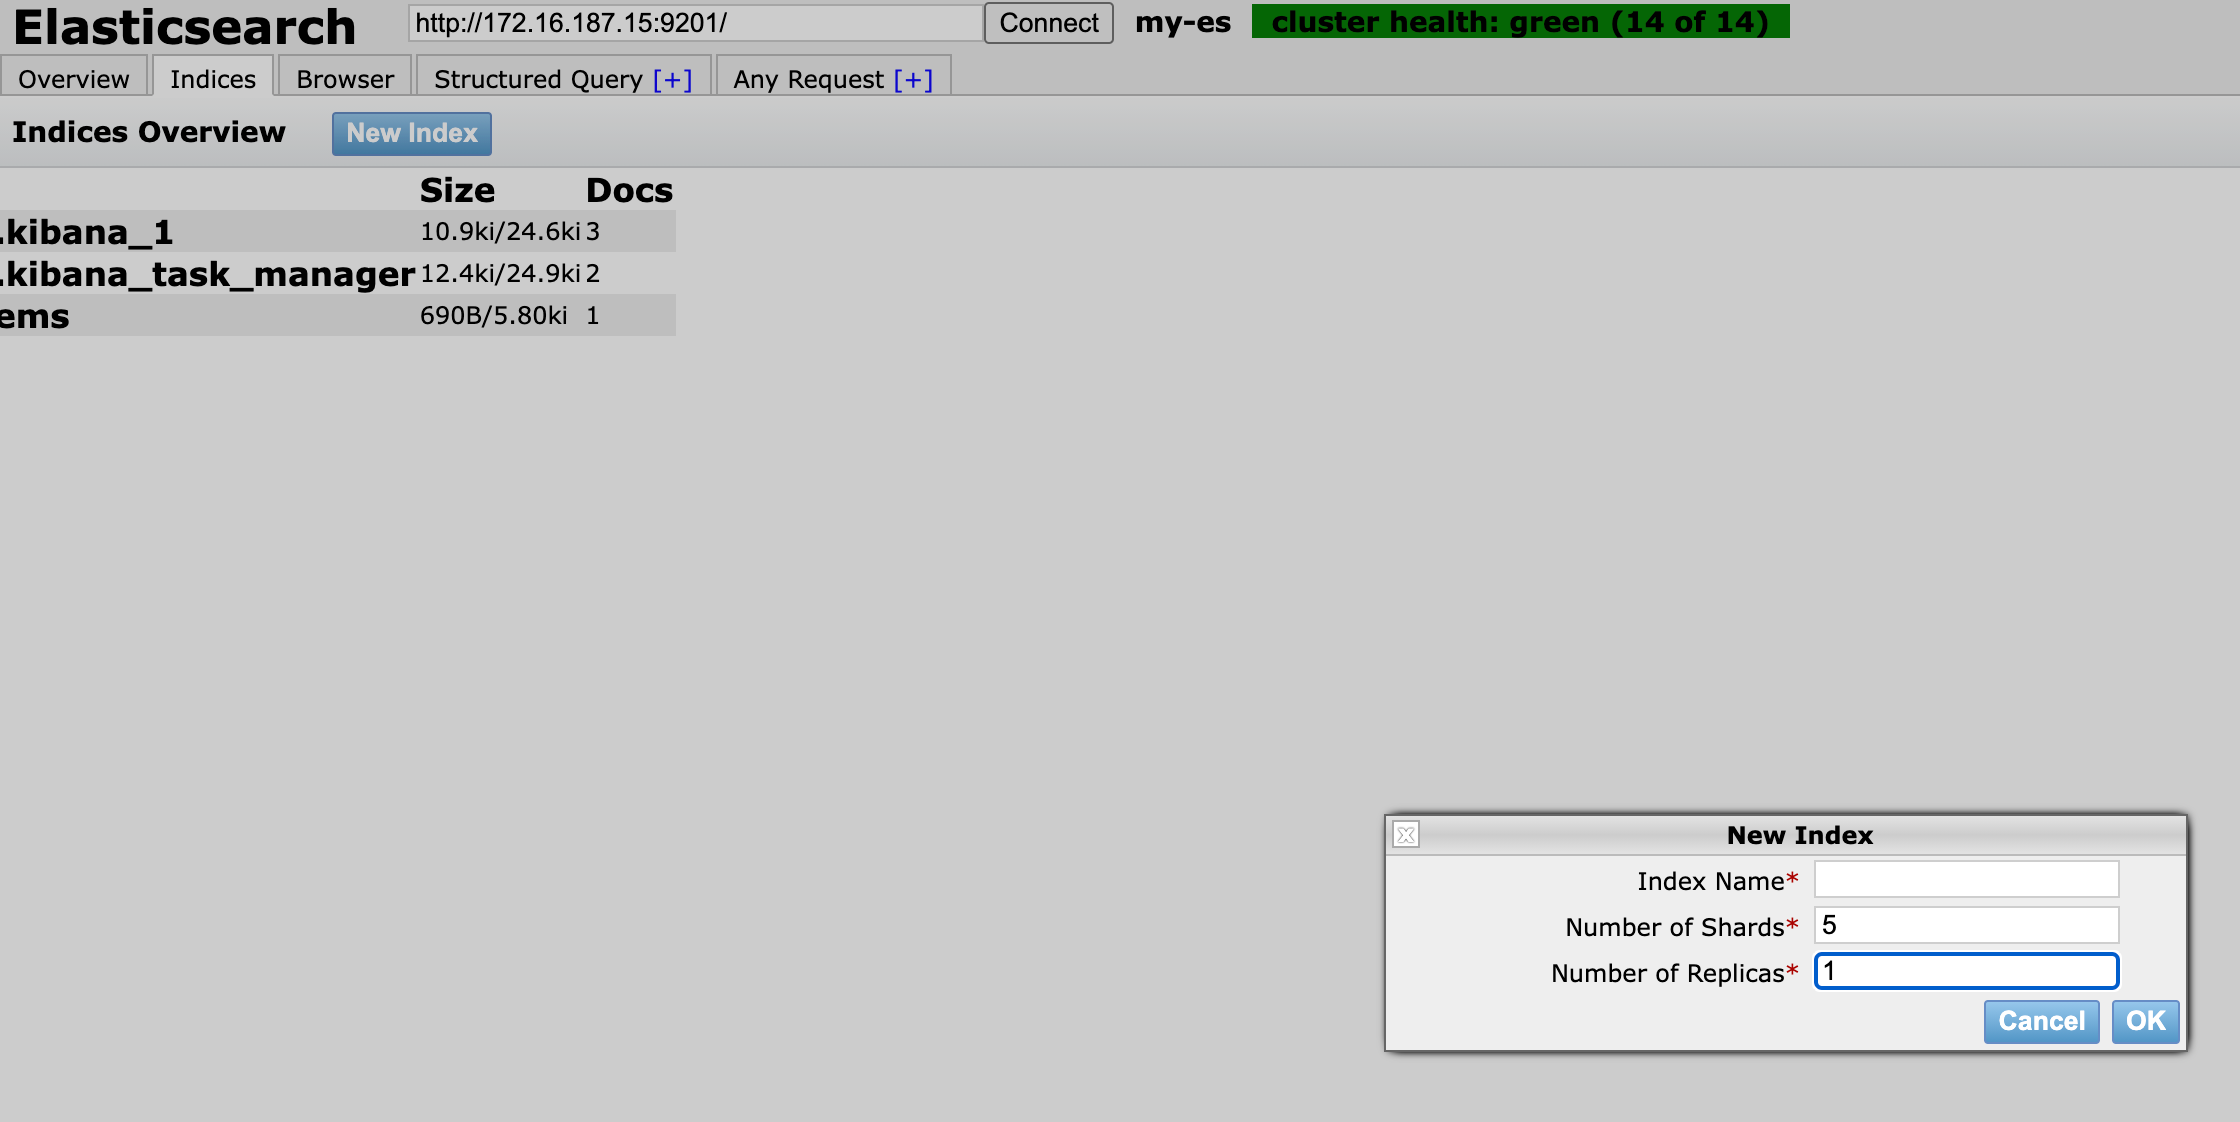 Elasticsearch http://172.16.187.15:9201/ Connect my-es cluster health: green (14 of 14)
Overview Indices Browser Structured Query [+] Any Request [+]
Indices Overview New Index
Size Docs
.kibana_1 10.9ki/24.6ki 3
.kibana_task_manager 12.4ki/24.9ki 2
ems 690B/5.80ki 1
New Index
Index Name*
Number of Shards* 5
Number of Replicas* 1
Cancel OK